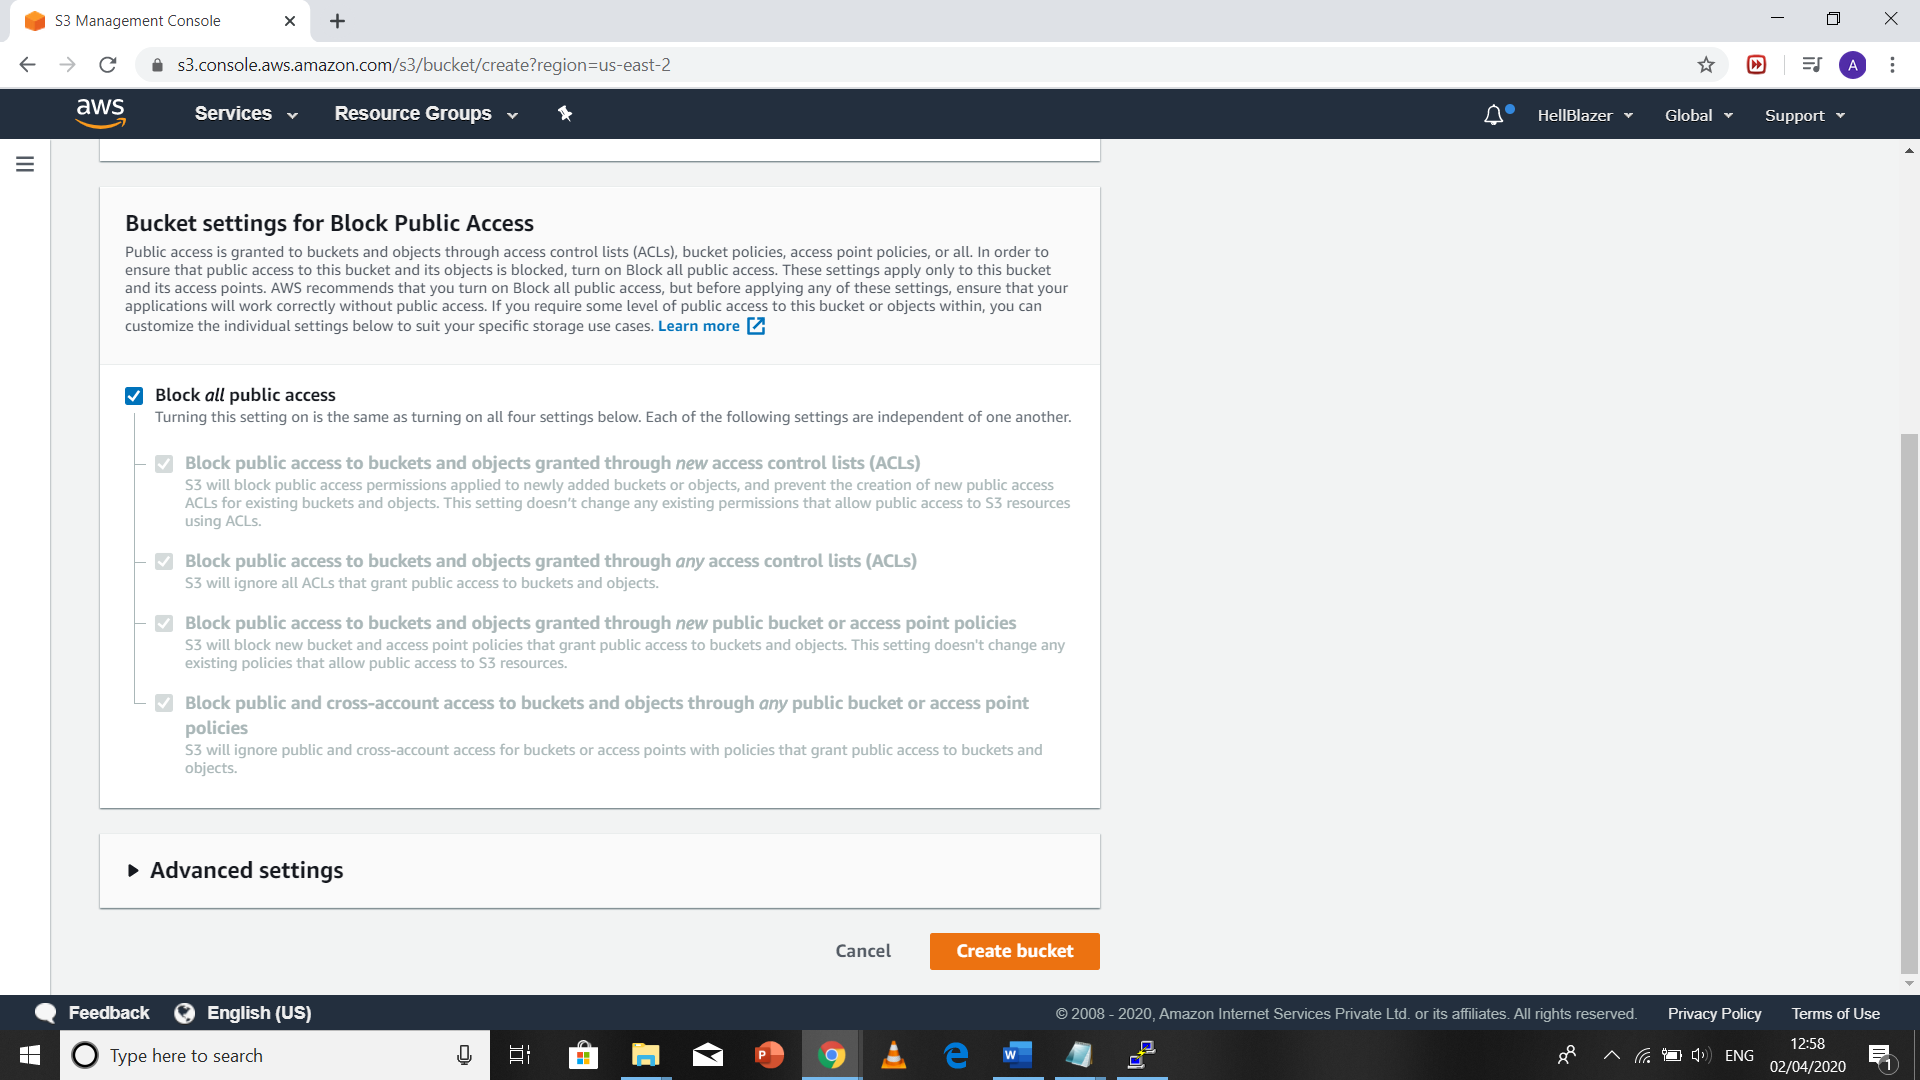 S3 Management Console
s3.console.aws.amazon.com/s3/bucket/create?region=us-east-2
A
aws
Services
Resource Groups
HellBlazer
Global
Support
Bucket settings for Block Public Access
Public access is granted to buckets and objects through access control lists (ACLs), bucket policies, access point policies, or all. In order to
ensure that public access to this bucket and its objects is blocked, turn on Block all public access. These settings apply only to this bucket
and its access points. AWS recommends that you turn on Block all public access, but before applying any of these settings, ensure that your
applications will work correctly without public access. If you require some level of public access to this bucket or objects within, you can
customize the individual settings below to suit your specific storage use cases. Learn more
Block all public access
Turning this setting on is the same as turning on all four settings below. Each of the following settings are independent of one another.
Block public access to buckets and objects granted through new access control lists (ACLs)
S3 will block public access permissions applied to newly added buckets or objects, and prevent the creation of new public access
ACLs for existing buckets and objects. This setting doesn't change any existing permissions that allow public access to S3 resources
using ACLs.
Block public access to buckets and objects granted through any access control lists (ACLs)
S3 will ignore all ACLs that grant public access to buckets and objects.
Block public access to buckets and objects granted through new public bucket or access point policies
S3 will block new bucket and access point policies that grant public access to buckets and objects. This setting doesn't change any
existing policies that allow public access to S3 resources.
Block public and cross-account access to buckets and objects through any public bucket or access point
policies
S3 will ignore public and cross-account access for buckets or access points with policies that grant public access to buckets and
objects.
Advanced settings
Cancel
Create bucket
Feedback
English (US)
© 2008 - 2020, Amazon Internet Services Private Ltd. or its affiliates. All rights reserved.
Privacy Policy
Terms of Use
Type here to search
P
W
ENG
12:58
02/04/2020
1